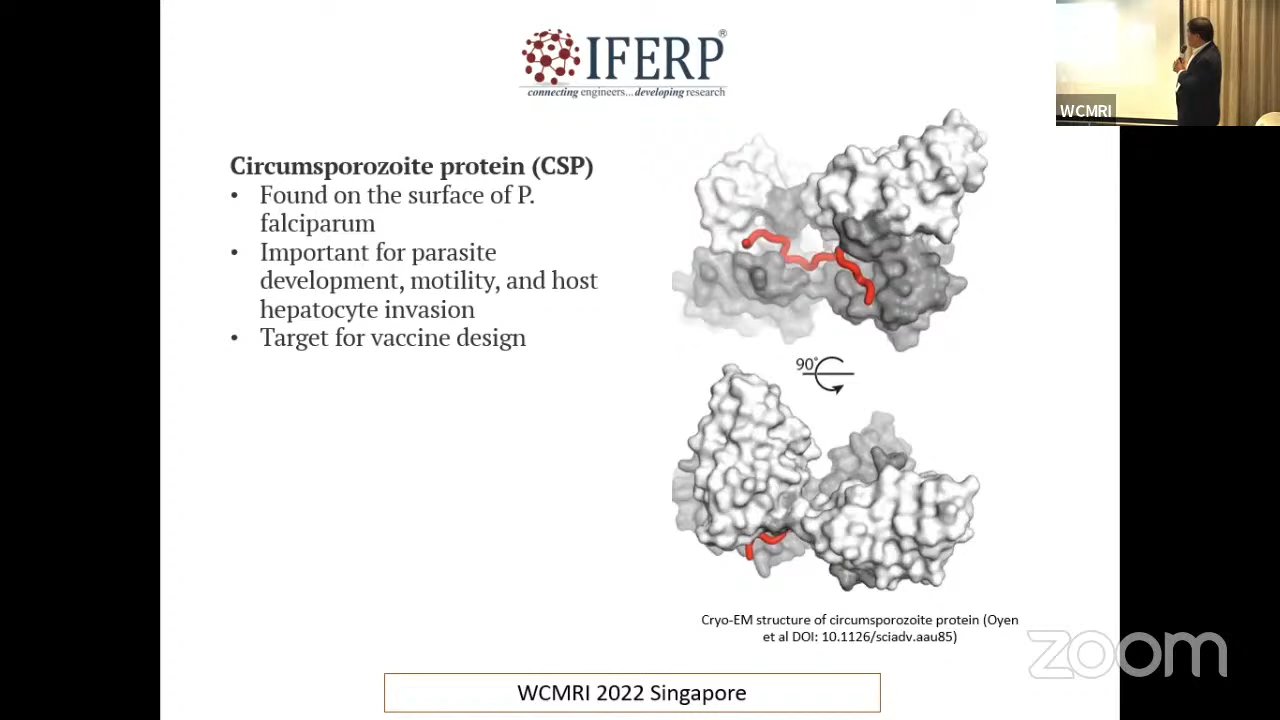 IFERP®
connecting engineers...developing research
WCMRI
Circumsporozoite protein (CSP)
• Found on the surface of P.
falciparum
• Important for parasite
development, motility, and host
hepatocyte invasion
• Target for vaccine design
90°
Cryo-EM structure of circumsporozoite protein (Oyen
et al DOI: 10.1126/sciadv.aau85)
zoom
WCMRI 2022 Singapore